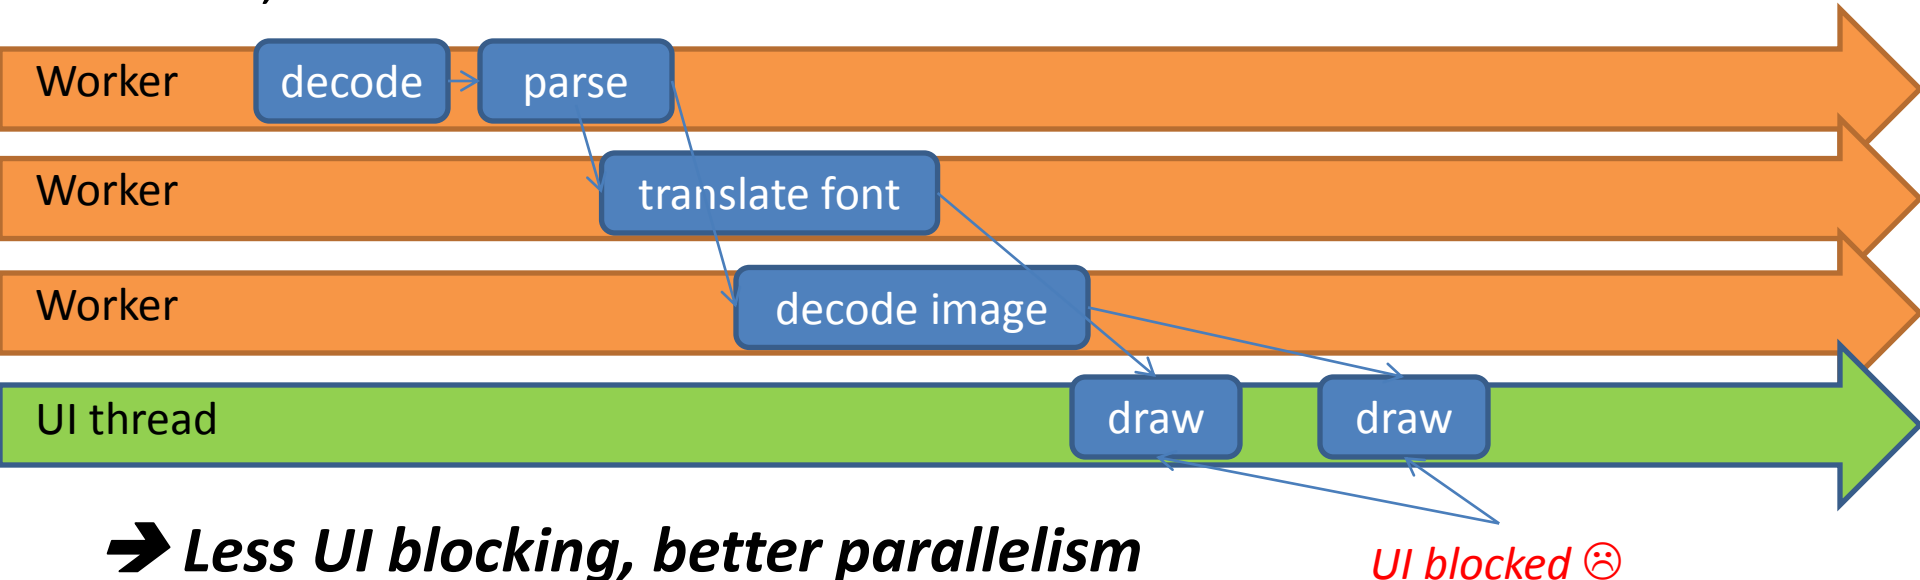 Worker decode parse
Worker translate font
Worker decode image
UI thread draw draw
➔ Less UI blocking, better parallelism
UI blocked ☹